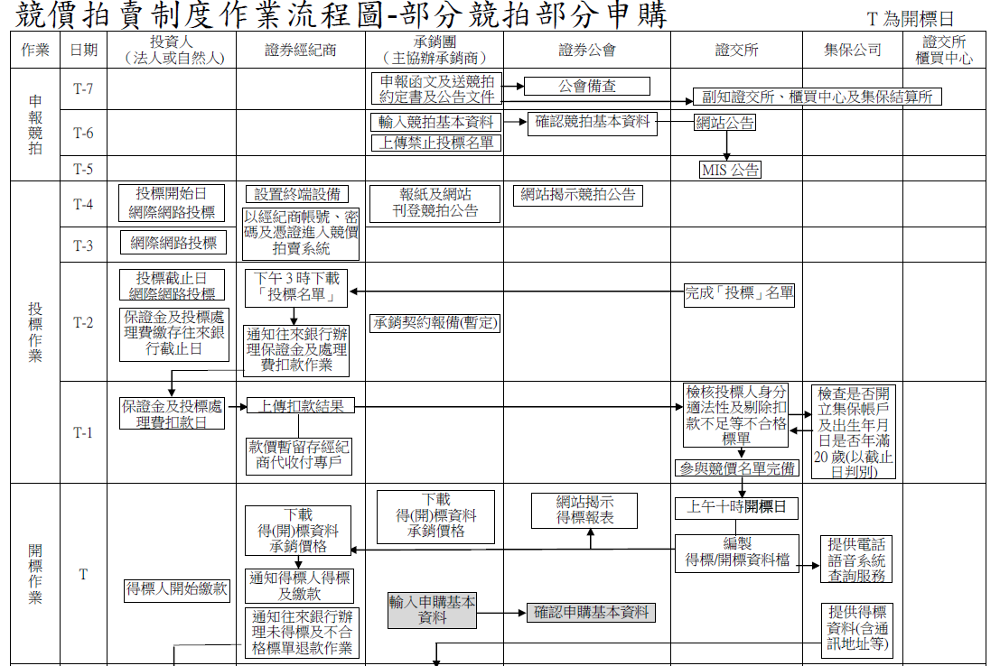 競價拍賣制度作業流程圖-部分競拍部分申購
T 為開標日
作業
日期
投資人
（法人或自然人）
證券經紀商
承銷團
（主協辦承銷商）
證券公會
證交所
集保公司
證交所
櫃買中心
申
報
競
拍
T-7
申報函文及送競拍
約定書及公告文件
公會備查
副知證交所、櫃買中心及集保結算所
T-6
輸入競拍基本資料
上傳禁止投標名單
確認競拍基本資料
網站公告
T-5
MIS 公告
投
標
作
業
T-4
投標開始日
網際網路投標
設置終端設備
以經紀商帳號、密
碼及憑證進入競價
拍賣系統
報紙及網站
刊登競拍公告
網站揭示競拍公告
T-3
網際網路投標
T-2
投標截止日
網際網路投標
保證金及投標處
理費繳存往來銀
行截止日
下午 3 時下載
「投標名單」
通知往來銀行辦
理保證金及處理
費扣款作業
承銷契約報備(暫定)
完成「投標」名單
T-1
保證金及投標處
理費扣款日
上傳扣款結果
款價暫留存經紀
商代收付專戶
檢核投標人身分
適法性及剔除扣
款不足等不合格
標單
參與競價名單完備
檢查是否開
立集保帳戶
及出生年月
日是否年滿
20 歲(以截止
日判別)
開
標
作
業
T
得標人開始繳款
下載
得(開)標資料
承銷價格
通知得標人得標
及繳款
通知往來銀行辦
理未得標及不合
格標單退款作業
下載
得(開)標資料
承銷價格
輸入申購基本
資料
網站揭示
得標報表
確認申購基本資料
上午十時開標日
編製
得標/開標資料檔
提供電話
語音系統
查詢服務
提供得標
資料(含通
訊地址等)